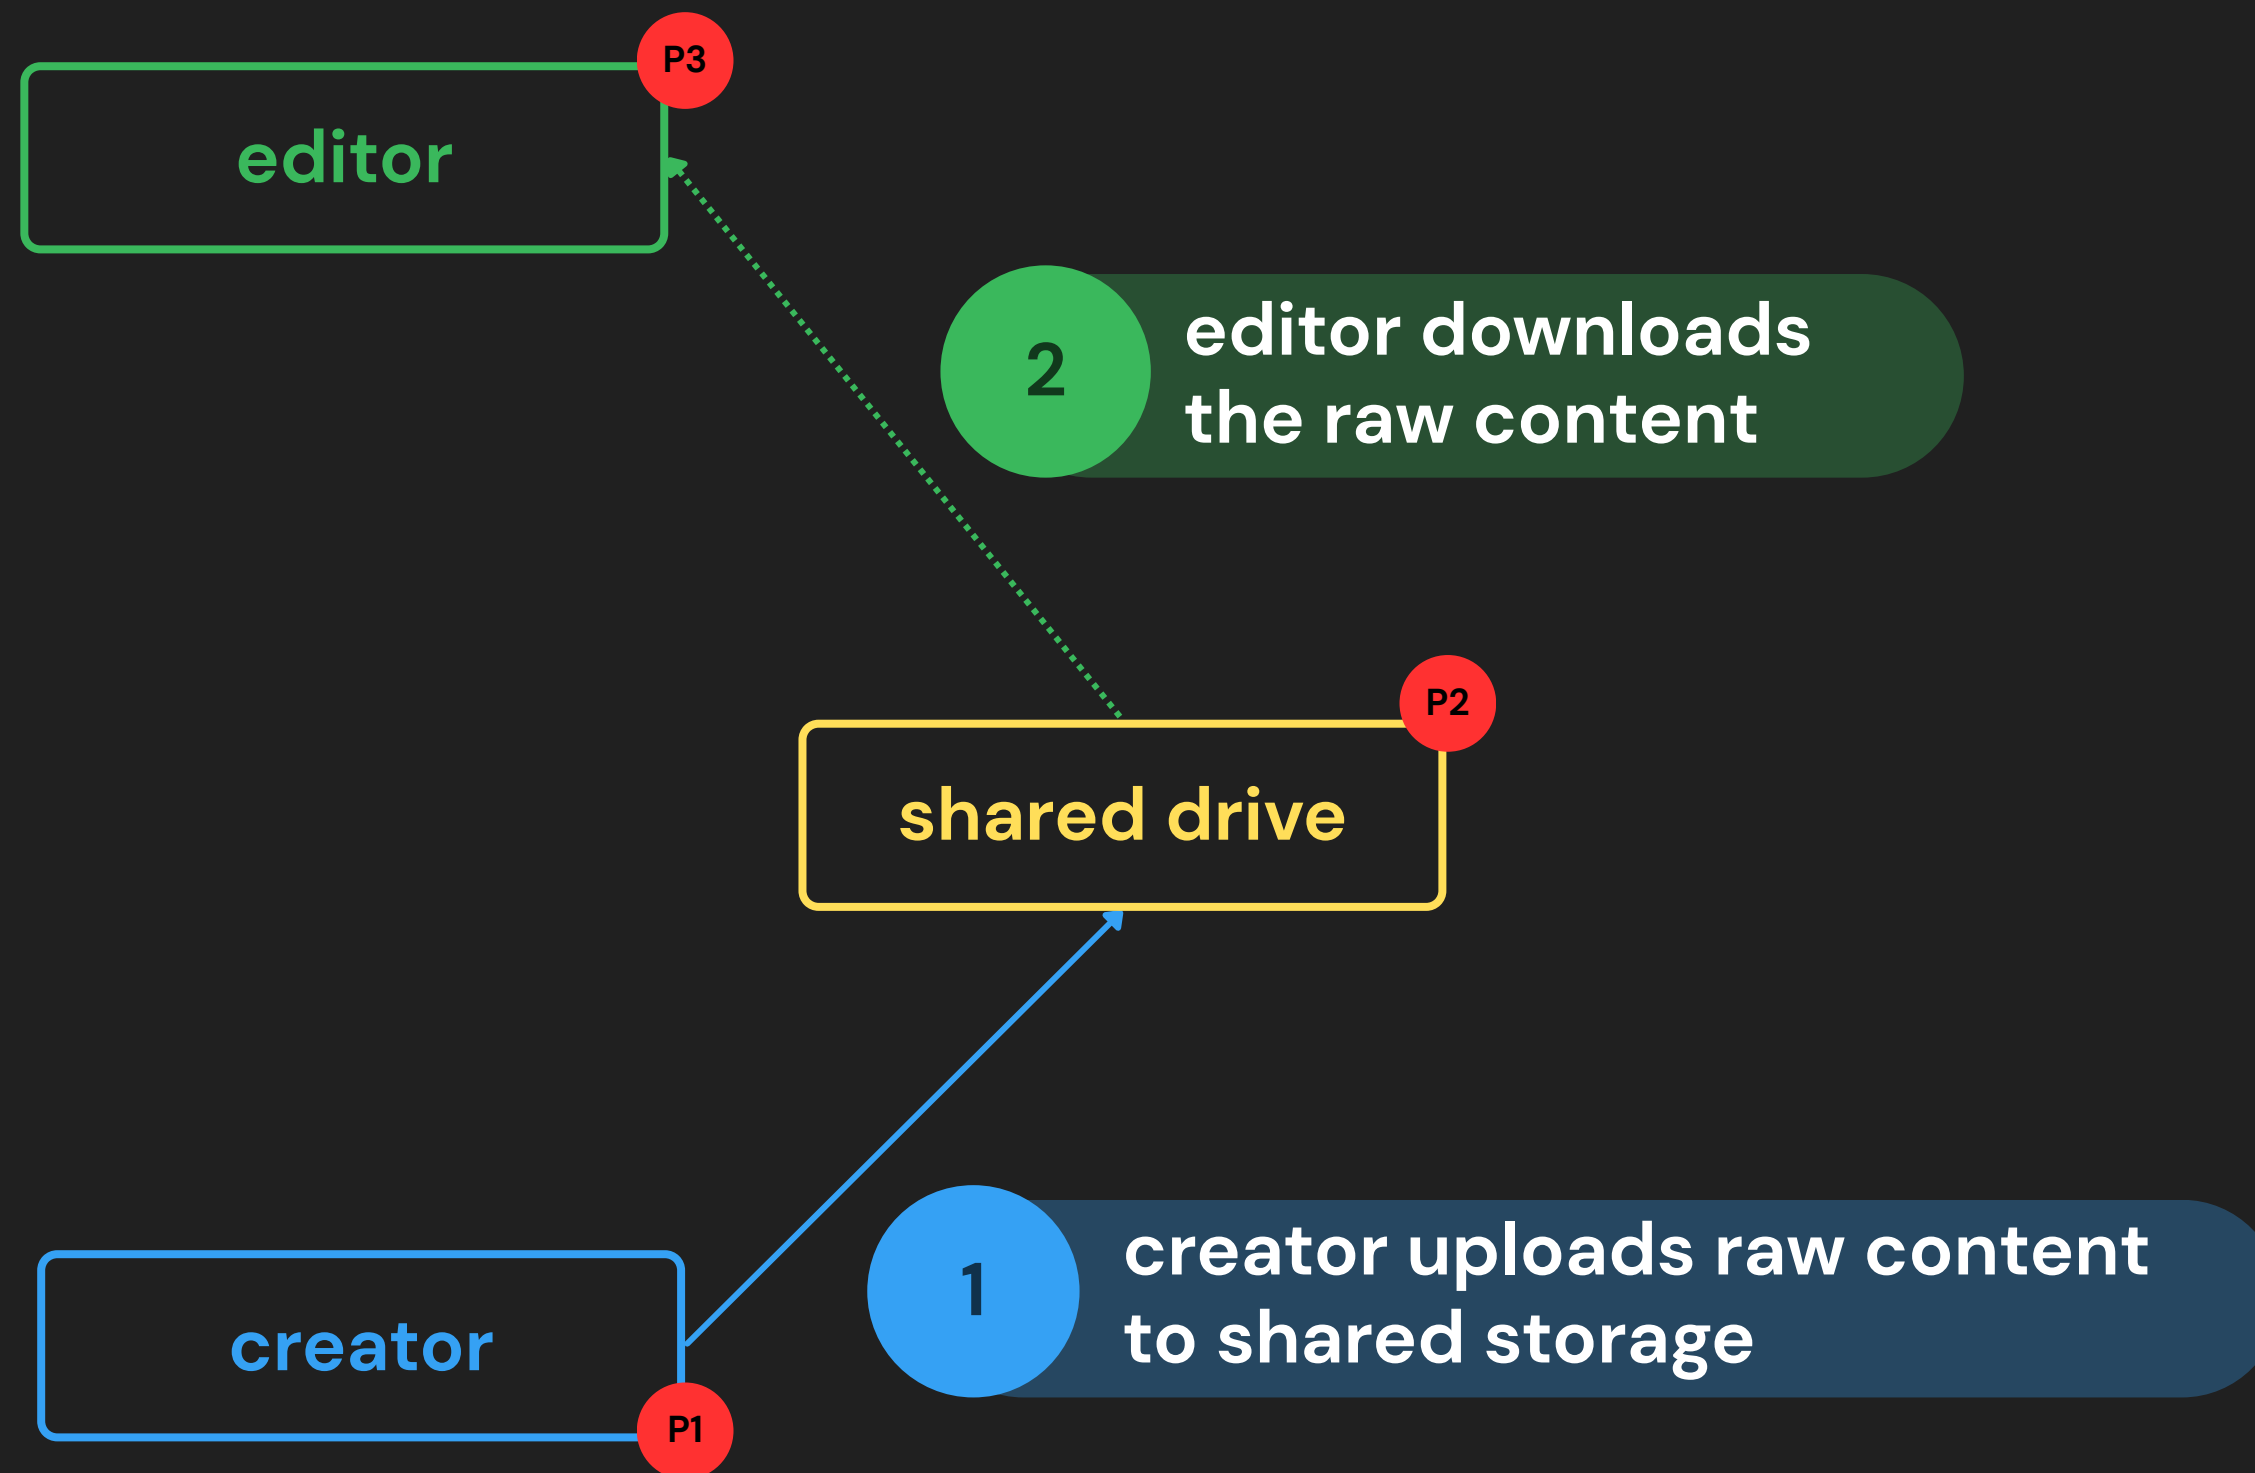 P3
editor
2
editor downloads
the raw content
P2
shared drive
1
creator uploads raw content
to shared storage
creator
P1